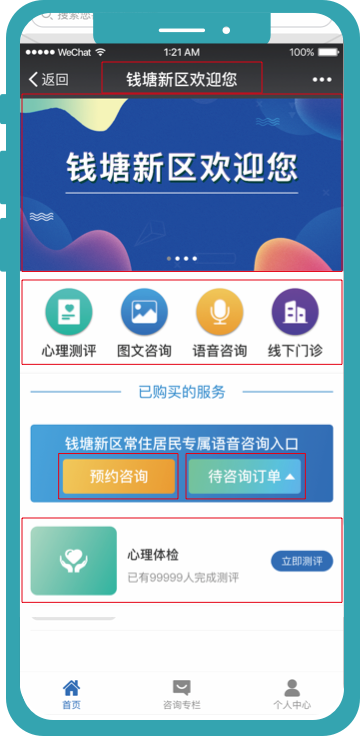 搜索您
WeChat 1:21 AM 100%
返回 钱塘新区欢迎您
钱塘新区欢迎您
心理测评 图文咨询 语音咨询 线下门诊
已购买的服务
钱塘新区常住居民专属语音咨询入口
预约咨询 待咨询订单
心理体检
已有99999人完成测评
立即测评
首页 咨询专栏 个人中心